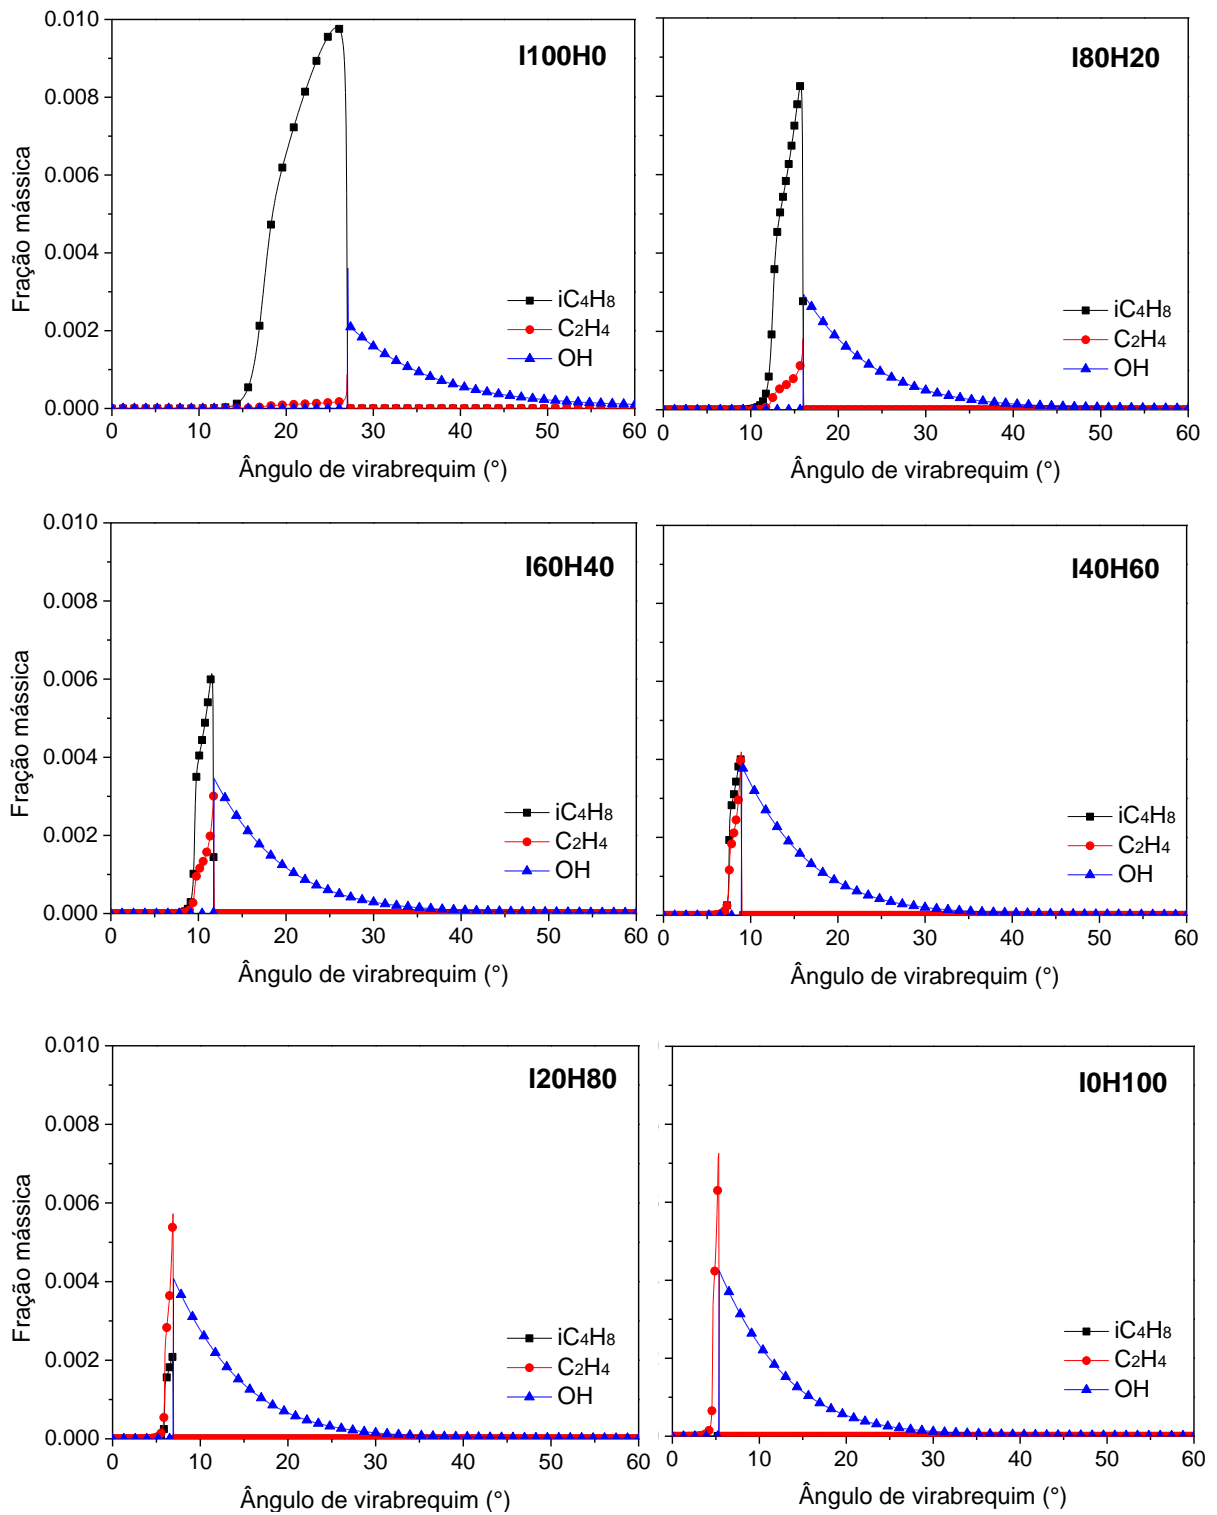 I100H0
0.010
0.008
0.006
0.004
0.002
0.000
Fração mássica
iC4H8
C2H4
OH
0 10 20 30 40 50 60
Ângulo de virabrequim (°)
I80H20
iC4H8
C2H4
OH
0 10 20 30 40 50 60
Ângulo de virabrequim (°)
I60H40
0.010
0.008
0.006
0.004
0.002
0.000
Fração mássica
iC4H8
C2H4
OH
0 10 20 30 40 50 60
Ângulo de virabrequim (°)
I40H60
iC4H8
C2H4
OH
0 10 20 30 40 50 60
Ângulo de virabrequim (°)
I20H80
0.010
0.008
0.006
0.004
0.002
0.000
Fração mássica
iC4H8
C2H4
OH
0 10 20 30 40 50 60
Ângulo de virabrequim (°)
I0H100
iC4H8
C2H4
OH
0 10 20 30 40 50 60
Ângulo de virabrequim (°)